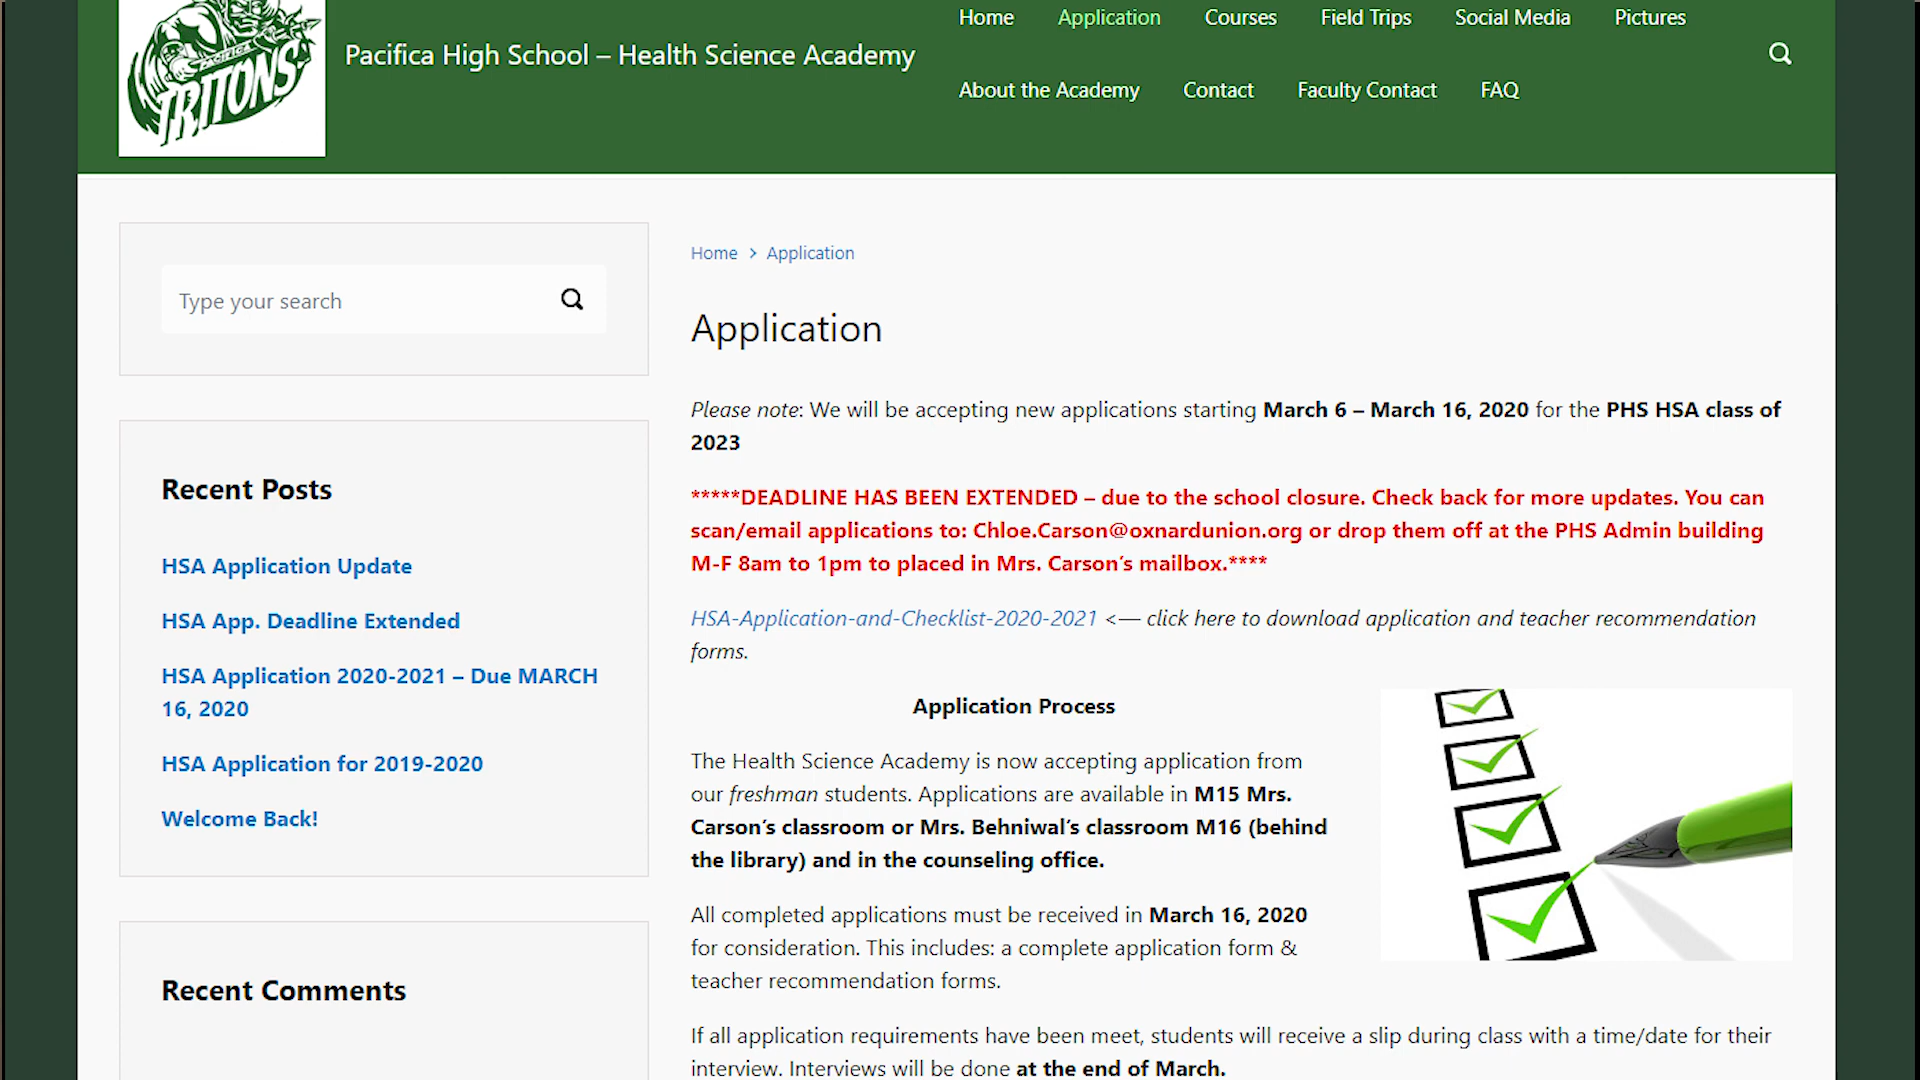 PACIFICA
TRITONS
Pacifica High School – Health Science Academy
Home Application Courses Field Trips Social Media Pictures
About the Academy Contact Faculty Contact FAQ
Type your search
Recent Posts
HSA Application Update
HSA App. Deadline Extended
HSA Application 2020-2021 – Due MARCH
16, 2020
HSA Application for 2019-2020
Welcome Back!
Recent Comments
Home > Application
Application
Please note: We will be accepting new applications starting March 6 – March 16, 2020 for the PHS HSA class of
2023
*****DEADLINE HAS BEEN EXTENDED – due to the school closure. Check back for more updates. You can
scan/email applications to: Chloe.Carson@oxnardunion.org or drop them off at the PHS Admin building
M-F 8am to 1pm to placed in Mrs. Carson’s mailbox.****
HSA-Application-and-Checklist-2020-2021 <— click here to download application and teacher recommendation
forms.
Application Process
The Health Science Academy is now accepting application from
our freshman students. Applications are available in M15 Mrs.
Carson’s classroom or Mrs. Behniwal’s classroom M16 (behind
the library) and in the counseling office.
All completed applications must be received in March 16, 2020
for consideration. This includes: a complete application form &
teacher recommendation forms.
If all application requirements have been meet, students will receive a slip during class with a time/date for their
interview. Interviews will be done at the end of March.